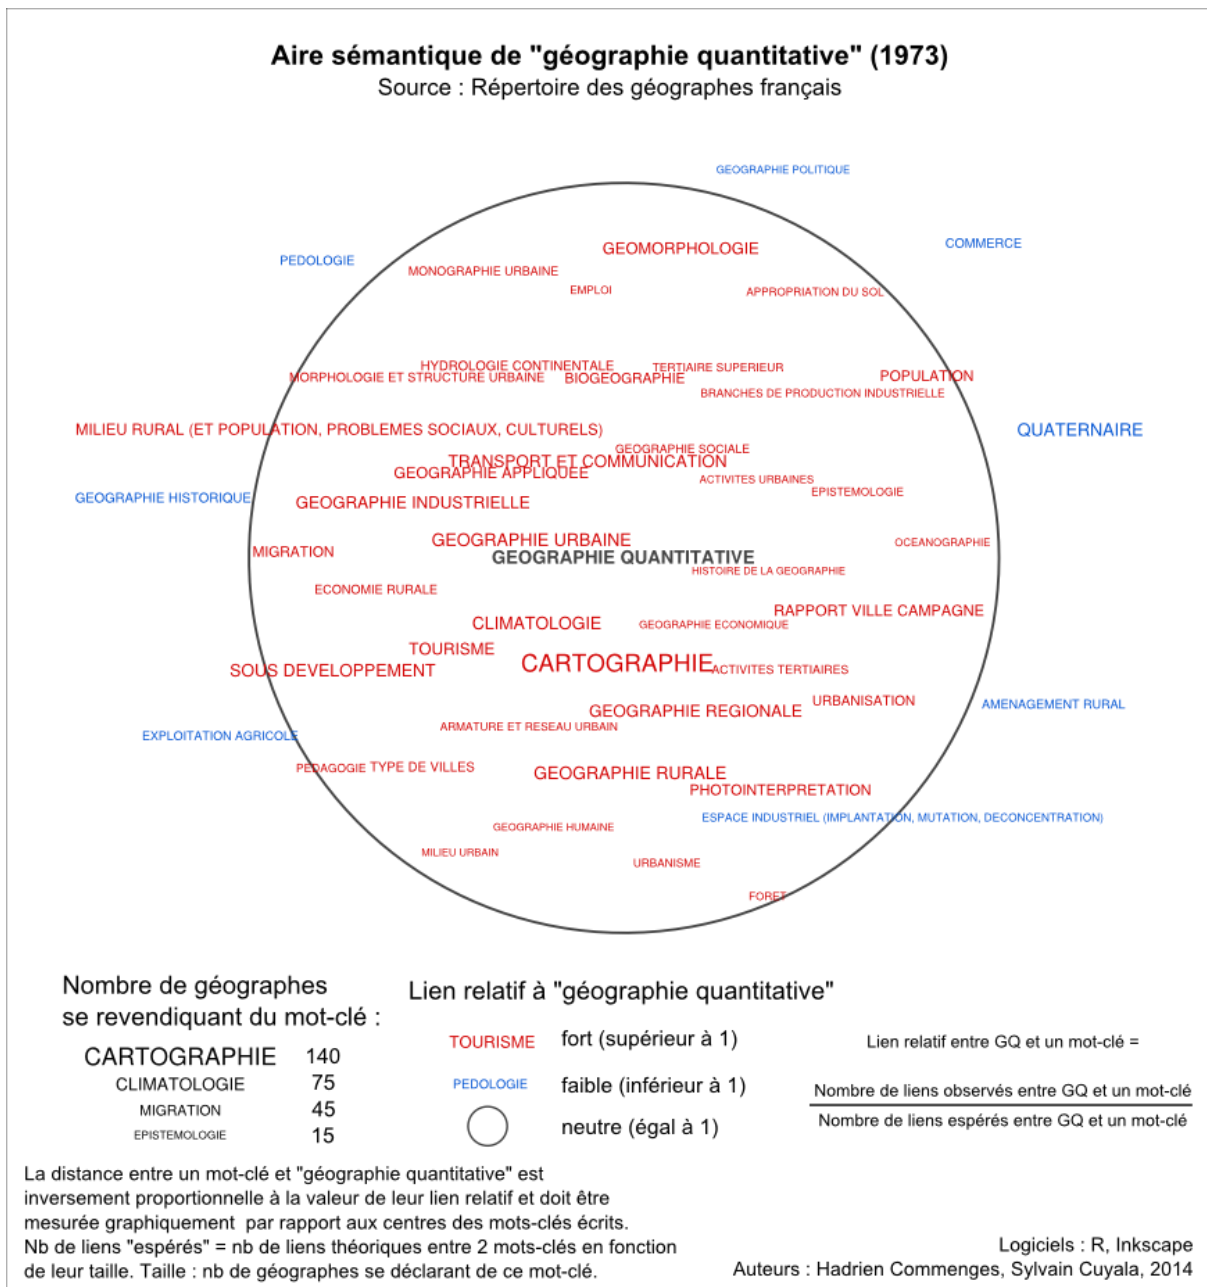 Aire sémantique de "géographie quantitative" (1973)
Source : Répertoire des géographes français
GEOGRAPHIE POLITIQUE
COMMERCE
GEOMORPHOLOGIE
PEDOLOGIE
MONOGRAPHIE URBAINE
EMPLOI
APPROPRIATION DU SOL
HYDROLOGIE CONTINENTALE
TERTIAIRE SUPERIEUR
MORPHOLOGIE ET STRUCTURE URBAINE
BIOGEOGRAPHIE
POPULATION
BRANCHES DE PRODUCTION INDUSTRIELLE
MILIEU RURAL (ET POPULATION, PROBLEMES SOCIAUX, CULTURELS)
QUATERNAIRE
GEOGRAPHIE SOCIALE
TRANSPORT ET COMMUNICATION
GEOGRAPHIE APPLIQUEE
ACTIVITES URBAINES
EPISTEMOLOGIE
GEOGRAPHIE HISTORIQUE
GEOGRAPHIE INDUSTRIELLE
GEOGRAPHIE URBAINE
OCEANOGRAPHIE
MIGRATION
GEOGRAPHIE QUANTITATIVE
HISTOIRE DE LA GEOGRAPHIE
ECONOMIE RURALE
RAPPORT VILLE CAMPAGNE
CLIMATOLOGIE
GEOGRAPHIE ECONOMIQUE
TOURISME
CARTOGRAPHIE
ACTIVITES TERTIAIRES
SOUS DEVELOPPEMENT
URBANISATION
AMENAGEMENT RURAL
GEOGRAPHIE REGIONALE
ARMATURE ET RESEAU URBAIN
EXPLOITATION AGRICOLE
PEDAGOGIE
TYPE DE VILLES
GEOGRAPHIE RURALE
PHOTOINTERPRETATION
ESPACE INDUSTRIEL (IMPLANTATION, MUTATION, DECONCENTRATION)
GEOGRAPHIE HUMAINE
MILIEU URBAIN
URBANISME
FORET
Nombre de géographes
se revendiquant du mot-clé :
CARTOGRAPHIE 140
CLIMATOLOGIE 75
MIGRATION 45
EPISTEMOLOGIE 15
Lien relatif à "géographie quantitative"
TOURISME fort (supérieur à 1)
PEDOLOGIE faible (inférieur à 1)
neutre (égal à 1)
Lien relatif entre GQ et un mot-clé =
Nombre de liens observés entre GQ et un mot-clé
Nombre de liens espérés entre GQ et un mot-clé
La distance entre un mot-clé et "géographie quantitative" est
inversement proportionnelle à la valeur de leur lien relatif et doit être
mesurée graphiquement par rapport aux centres des mots-clés écrits.
Nb de liens "espérés" = nb de liens théoriques entre 2 mots-clés en fonction
de leur taille. Taille : nb de géographes se déclarant de ce mot-clé.
Logiciels : R, Inkscape
Auteurs : Hadrien Commenges, Sylvain Cuyala, 2014